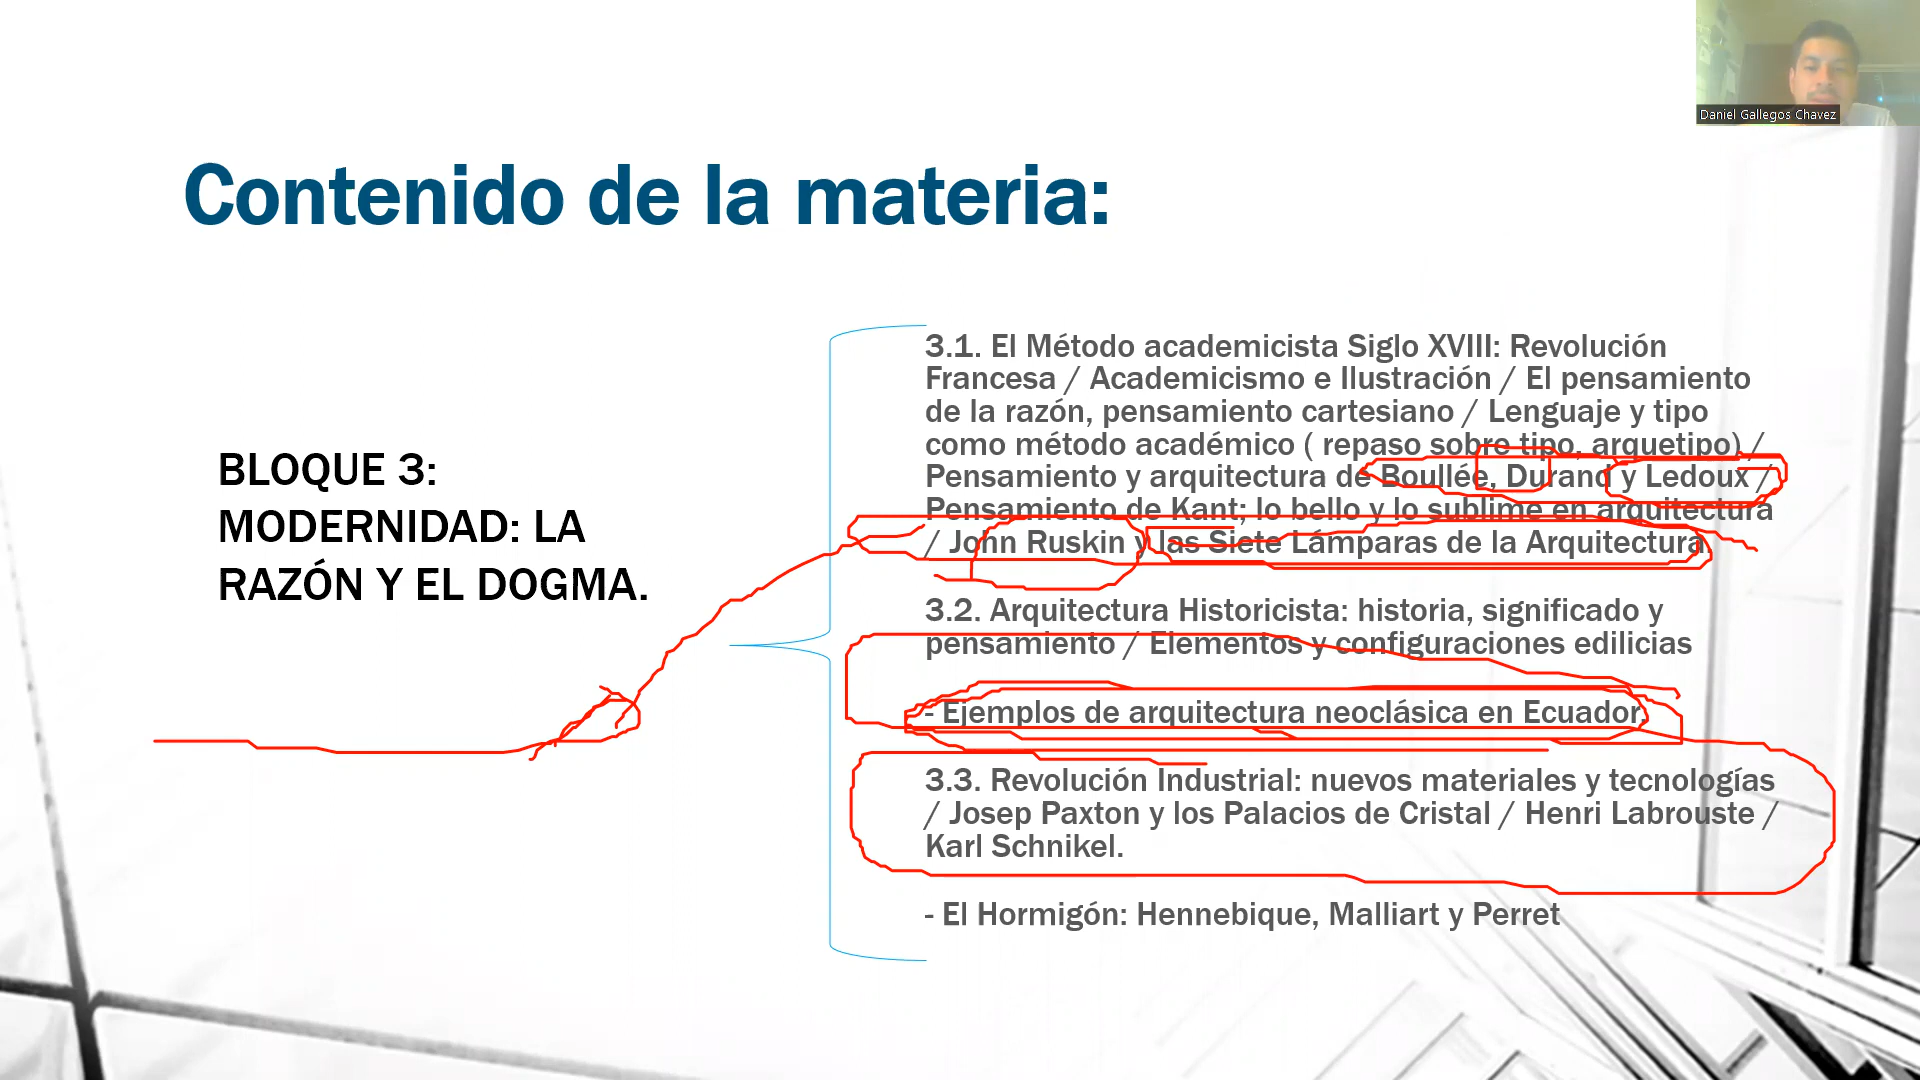 Daniel Gallegos Chavez
Contenido de la materia:
BLOQUE 3:
MODERNIDAD: LA
RAZÓN Y EL DOGMA.
3.1. El Método academicista Siglo XVIII: Revolución
Francesa / Academicismo e Ilustración / El pensamiento
de la razón, pensamiento cartesiano / Lenguaje y tipo
como método académico ( repaso sobre tipo, arquetipo) /
Pensamiento y arquitectura de Boullée, Durand y Ledoux /
Pensamiento de Kant; lo bello y lo sublime en arquitectura
/ John Ruskin y las Siete Lámparas de la Arquitectura
3.2. Arquitectura Historicista: historia, significado y
pensamiento / Elementos y configuraciones edilicias
- Ejemplos de arquitectura neoclásica en Ecuador.
3.3. Revolución Industrial: nuevos materiales y tecnologías
/ Josep Paxton y los Palacios de Cristal / Henri Labrouste /
Karl Schnikel.
- El Hormigón: Hennebique, Malliart y Perret